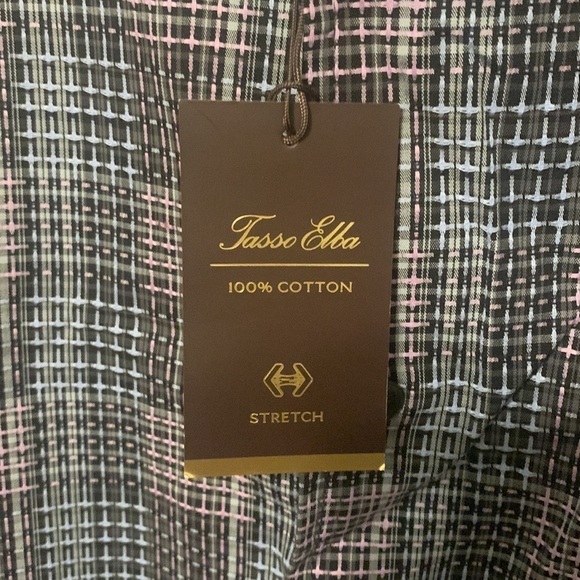 Tasso Elba
100% COTTON
STRETCH